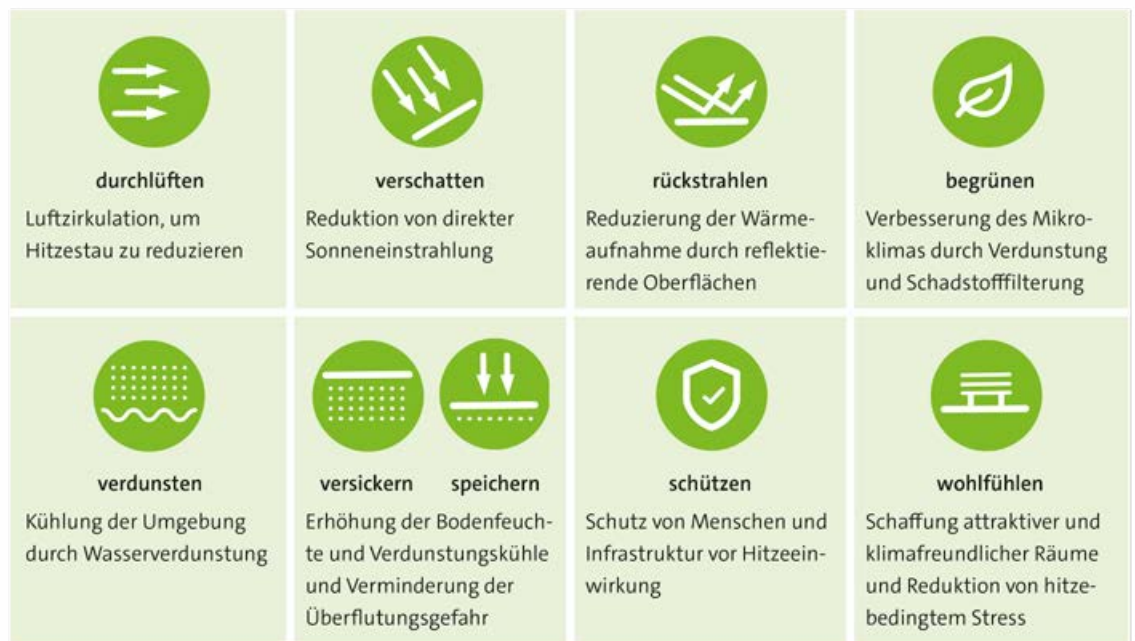 durchlüften
Luftzirkulation, um
Hitzestau zu reduzieren
verschatten
Reduktion von direkter
Sonneneinstrahlung
rückstrahlen
Reduzierung der Wärme-
aufnahme durch reflektie-
rende Oberflächen
begrünen
Verbesserung des Mikro-
klimas durch Verdunstung
und Schadstofffilterung
verdunsten
Kühlung der Umgebung
durch Wasserverdunstung
versickern speichern
Erhöhung der Bodenfeuch-
te und Verdunstungskühle
und Verminderung der
Überflutungsgefahr
schützen
Schutz von Menschen und
Infrastruktur vor Hitzeein-
wirkung
wohlfühlen
Schaffung attraktiver und
klimafreundlicher Räume
und Reduktion von hitze-
bedingtem Stress